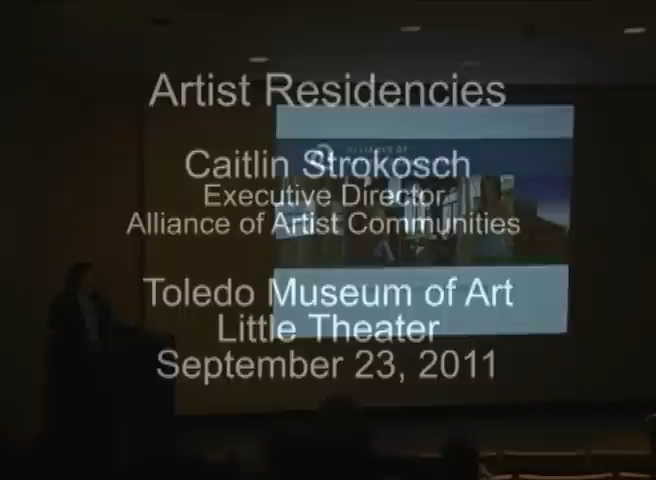 Artist Residencies
Caitlin Strokosch
Executive Director
Alliance of Artist Communities
Toledo Museum of Art
Little Theater
September 23, 2011